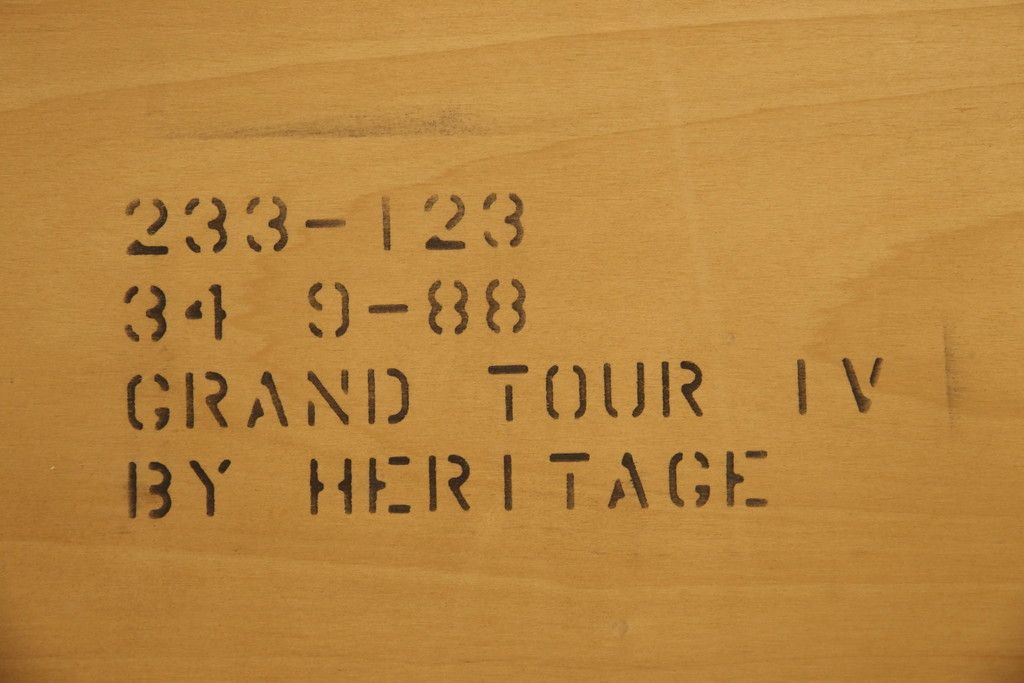 233-123
34 9-88
GRAND TOUR IV
BY HERITAGE